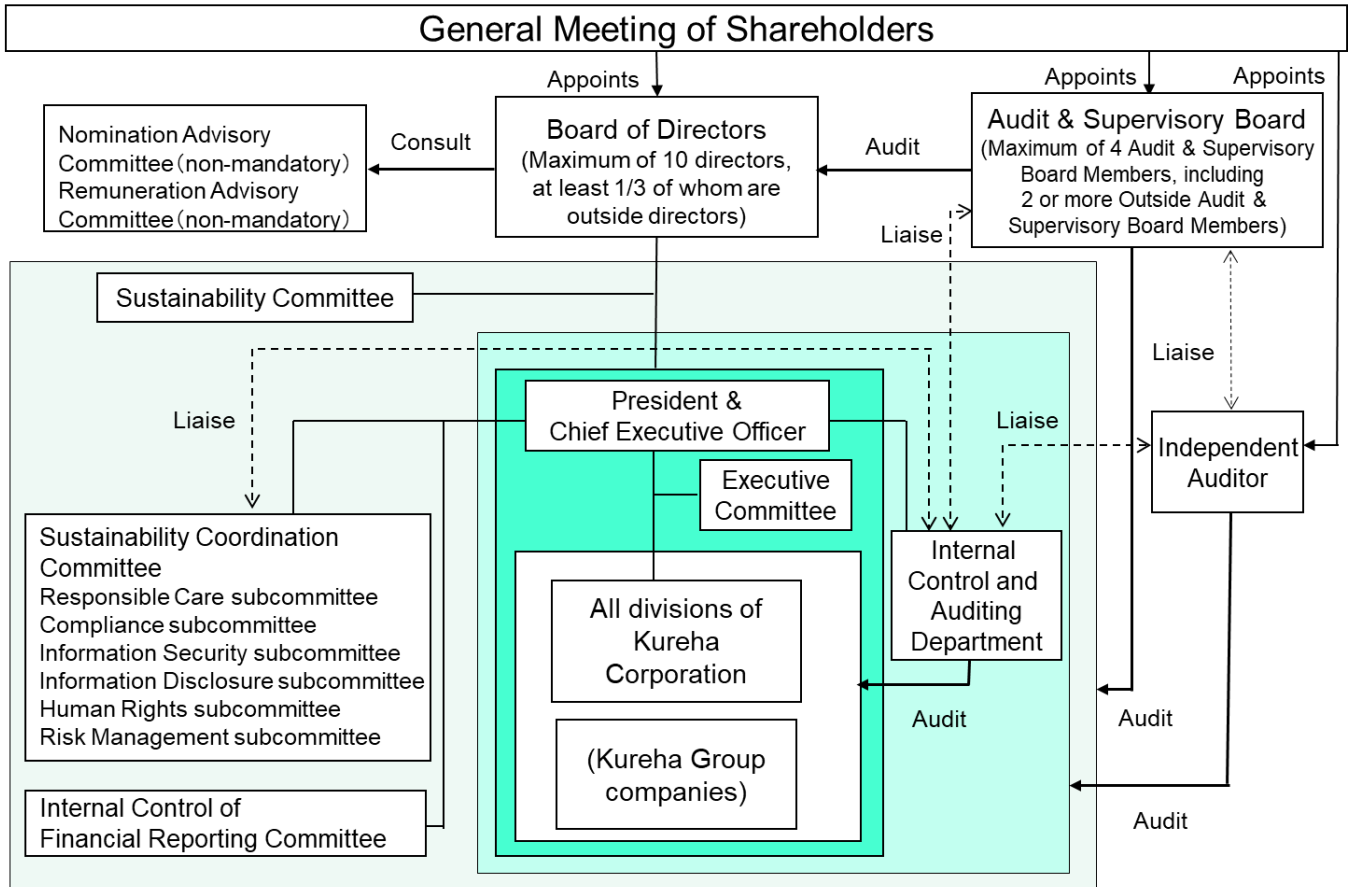 General Meeting of Shareholders
Appoints
Appoints
Appoints
Nomination Advisory
Committee（non-mandatory）
Remuneration Advisory
Committee（non-mandatory）
Consult
Board of Directors
(Maximum of 10 directors,
at least 1/3 of whom are
outside directors)
Audit
Audit & Supervisory Board
(Maximum of 4 Audit & Supervisory
Board Members, including
2 or more Outside Audit &
Supervisory Board Members)
Liaise
Sustainability Committee
Liaise
Liaise
President &
Chief Executive Officer
Liaise
Independent
Auditor
Executive
Committee
Sustainability Coordination
Committee
Responsible Care subcommittee
Compliance subcommittee
Information Security subcommittee
Information Disclosure subcommittee
Human Rights subcommittee
Risk Management subcommittee
Internal
Control and
Auditing
Department
All divisions of
Kureha
Corporation
Audit
Audit
(Kureha Group
companies)
Internal Control of
Financial Reporting Committee
Audit